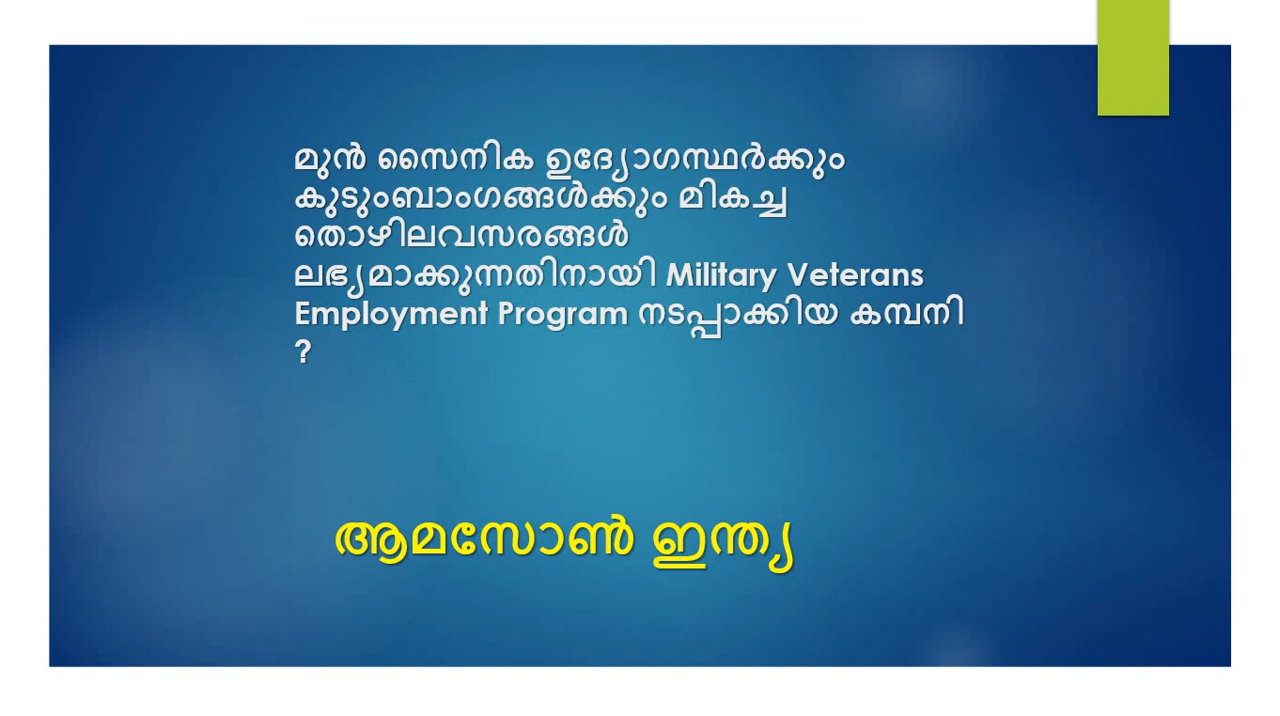 മുൻ സൈനിക ഉദ്യോഗസ്ഥർക്കും
കുടുംബാംഗങ്ങൾക്കും മികച്ച
തൊഴിലവസരങ്ങൾ
ലഭ്യമാക്കുന്നതിനായി Military Veterans
Employment Program നടപ്പാക്കിയ കമ്പനി
?
ആമസോൺ ഇന്ത്യ